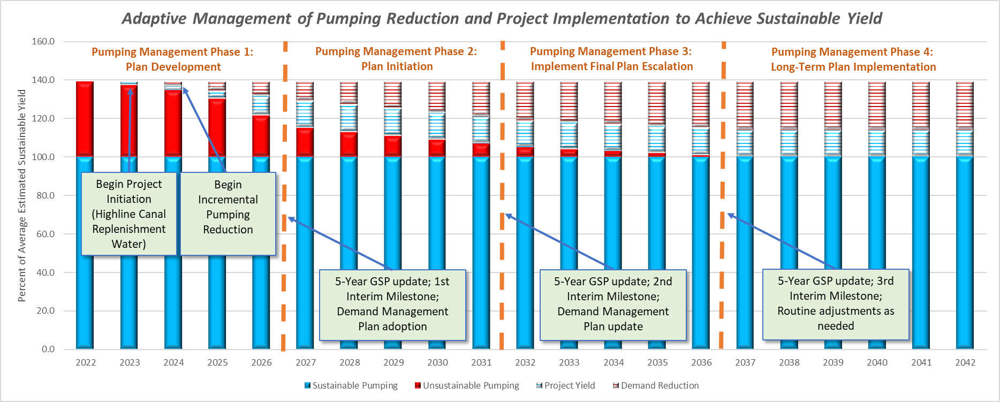 Adaptive Management of Pumping Reduction and Project Implementation to Achieve Sustainable Yield
Percent of Average Estimated Sustainable Yield
160.0
140.0
120.0
100.0
80.0
60.0
40.0
20.0
0.0
Pumping Management Phase 1:
Plan Development
Pumping Management Phase 2:
Plan Initiation
Pumping Management Phase 3:
Implement Final Plan Escalation
Pumping Management Phase 4:
Long-Term Plan Implementation
Begin Project
Initiation
(Highline Canal
Replenishment
Water)
Begin
Incremental
Pumping
Reduction
5-Year GSP update; 1st
Interim Milestone;
Demand Management
Plan adoption
5-Year GSP update; 2nd
Interim Milestone;
Demand Management
Plan update
5-Year GSP update; 3rd
Interim Milestone;
Routine adjustments as
needed
2022 2023 2024 2025 2026 2027 2028 2029 2030 2031 2032 2033 2034 2035 2036 2037 2038 2039 2040 2041 2042
Sustainable Pumping Unsustainable Pumping Project Yield Demand Reduction